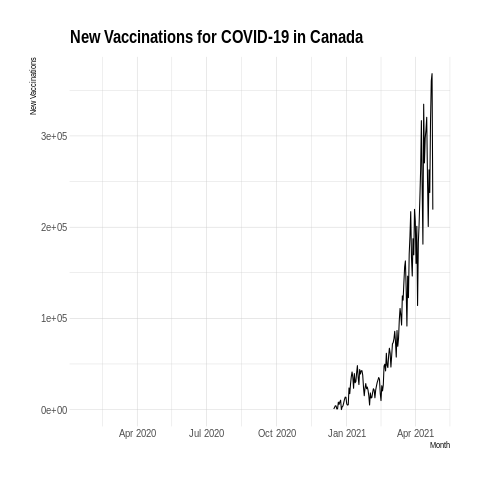 New Vaccinations for COVID-19 in Canada
New Vaccinations
3e+05
2e+05
1e+05
0e+00
Apr 2020 Jul 2020 Oct 2020 Jan 2021 Apr 2021
Month